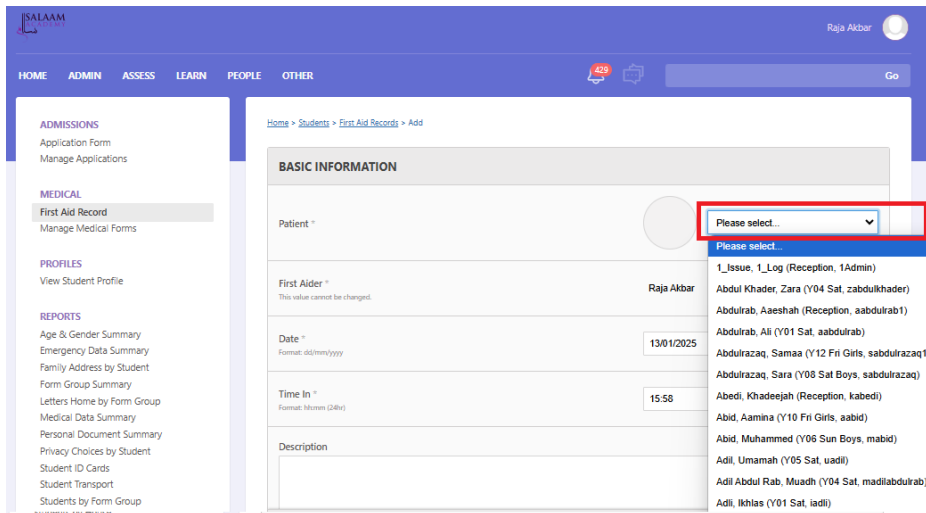 SALAAM
ACADEMY
Raja Akbar
HOME ADMIN ASSESS LEARN PEOPLE OTHER
429
Go
ADMISSIONS
Application Form
Manage Applications
MEDICAL
First Aid Record
Manage Medical Forms
PROFILES
View Student Profile
REPORTS
Age & Gender Summary
Emergency Data Summary
Family Address by Student
Form Group Summary
Letters Home by Form Group
Medical Data Summary
Personal Document Summary
Privacy Choices by Student
Student ID Cards
Student Transport
Students by Form Group
Home > Students > First Aid Records > Add
BASIC INFORMATION
Patient *
Please select...
Please select...
1_Issue, 1_Log (Reception, 1Admin)
Abdul Khader, Zara (Y04 Sat, zabdulkhader)
Abdulrab, Aaeshah (Reception, aabdulrab1)
Abdulrab, Ali (Y01 Sat, aabdulrab)
Abdulrazaq, Samaa (Y12 Fri Girls, sabdulrazaq1
Abdulrazaq, Sara (Y08 Sat Boys, sabdulrazaq)
Abedi, Khadeejah (Reception, kabedi)
Abid, Aamina (Y10 Fri Girls, aabid)
Abid, Muhammed (Y06 Sun Boys, mabid)
Adil, Umamah (Y05 Sat, uadil)
Adil Abdul Rab, Muadh (Y04 Sat, madilabdulrab)
Adli, Ikhlas (Y01 Sat, iadli)
First Aider *
This value cannot be changed.
Raja Akbar
Date *
Format: dd/mm/yyyy
13/01/2025
Time In *
Format: hh:mm (24hr)
15:58
Description